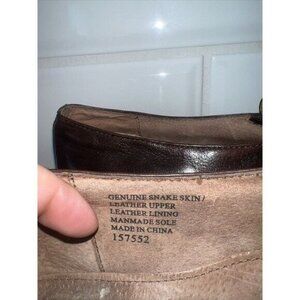 GENUINE SNAKE SKIN/
LEATHER UPPER
LEATHER LINING
MANMADE SOLE
MADE IN CHINA
157552